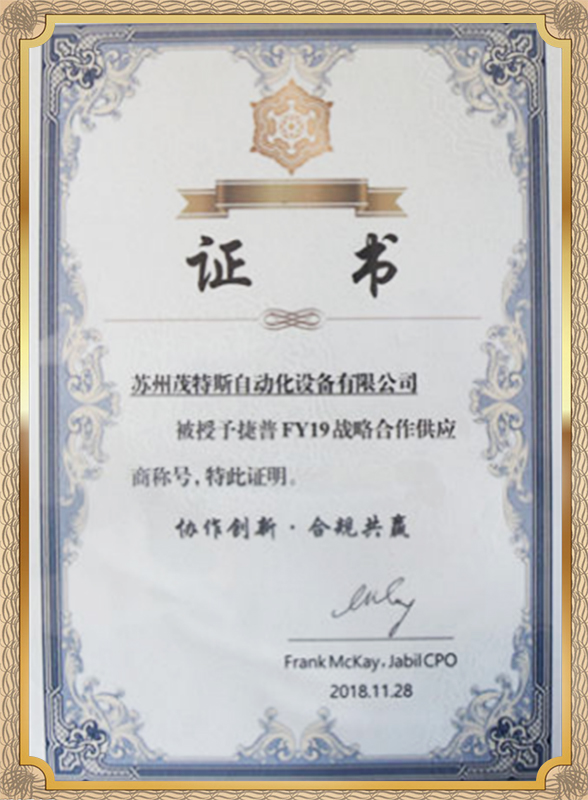 证书
苏州茂特斯自动化设备有限公司
被授予捷普FY19战略合作供应
商称号,特此证明。
协作创新·合规共赢
Frank McKay, Jabil CPO
2018.11.28